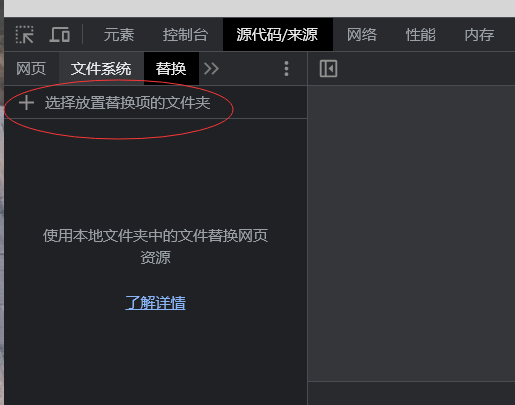 元素 控制台 源代码/来源 网络 性能 内存
网页 文件系统 替换
选择放置替换项的文件夹
使用本地文件夹中的文件替换网页
资源
了解详情